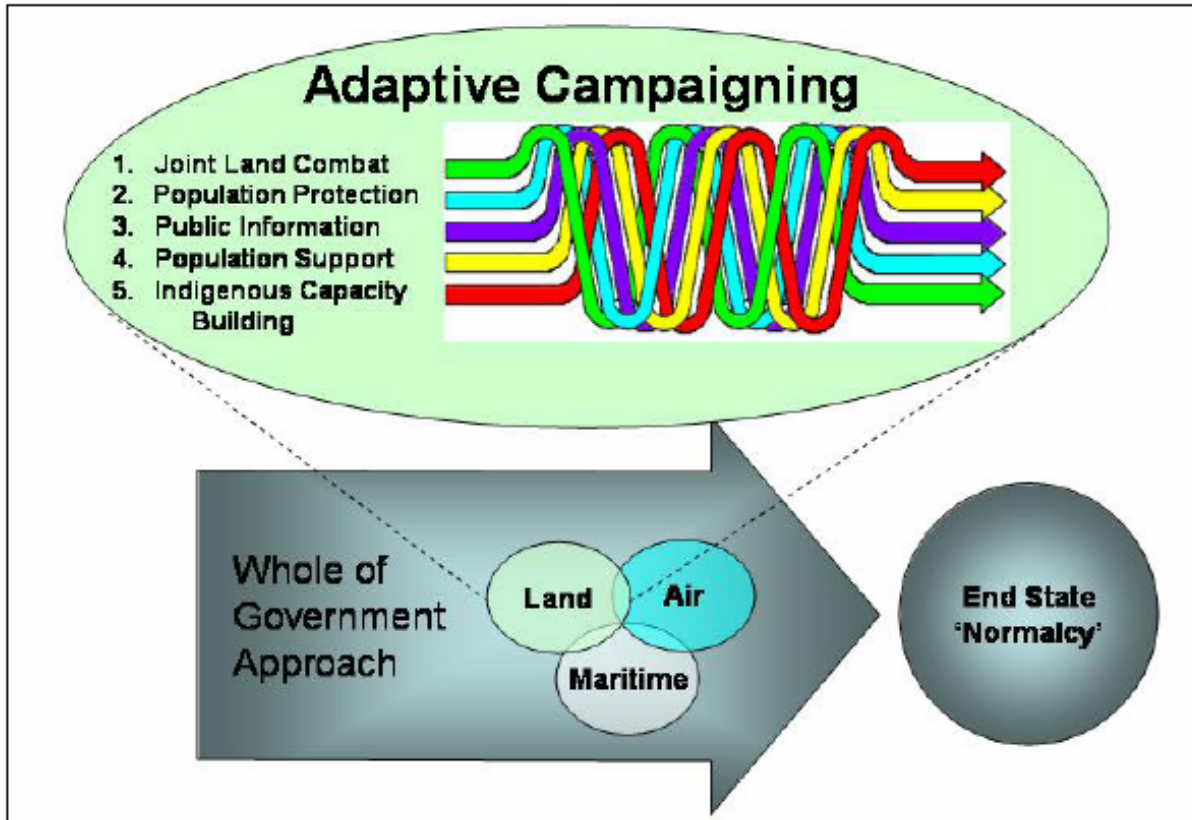 Adaptive Campaigning
1. Joint Land Combat
2. Population Protection
3. Public Information
4. Population Support
5. Indigenous Capacity
Building
Whole of
Government
Approach
Land
Air
Maritime
End State
‘Normalcy’